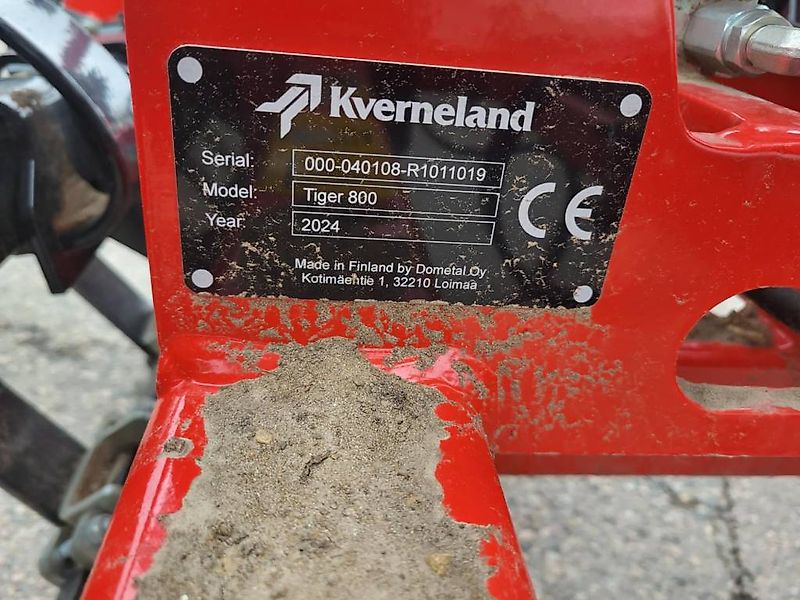 Kverneland
Serial: 000-040108-R1011019
Model: Tiger 800
Year: 2024
CE
Made in Finland by Dometal Oy
Kotimäentie 1, 32210 Loimaa